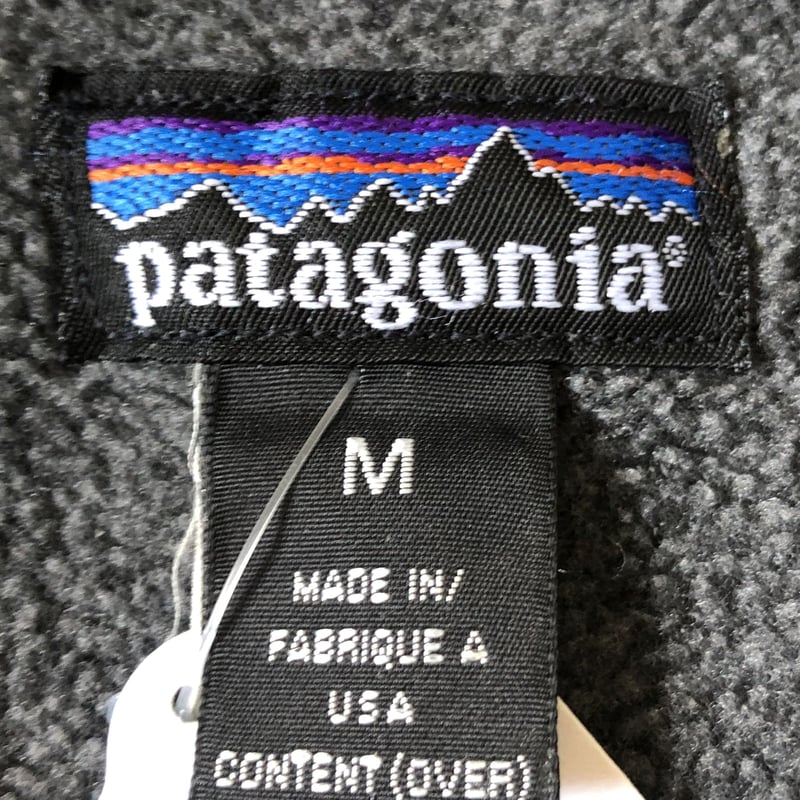 patagonia®
M
MADE IN/
FABRIQUE A
USA
CONTENT (OVER)